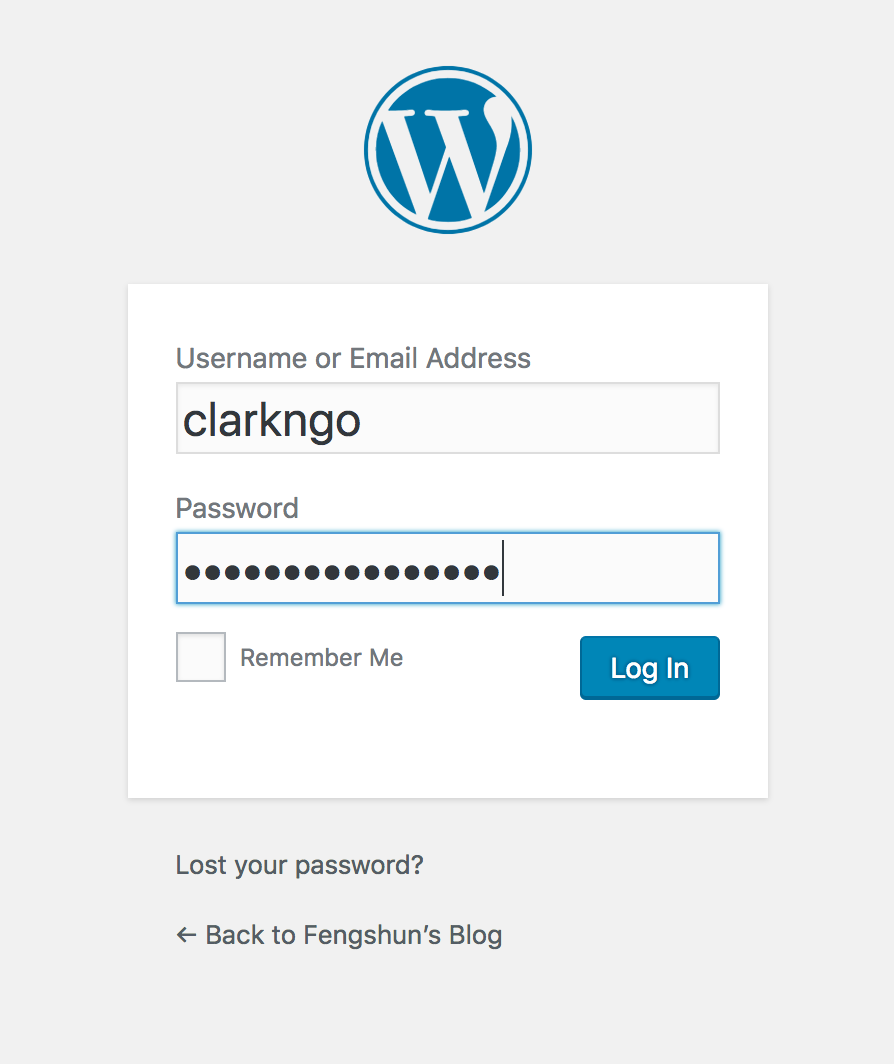 Username or Email Address
clarkngo
Password
••••••••••••••••
Remember Me
Log In
Lost your password?
← Back to Fengshun’s Blog